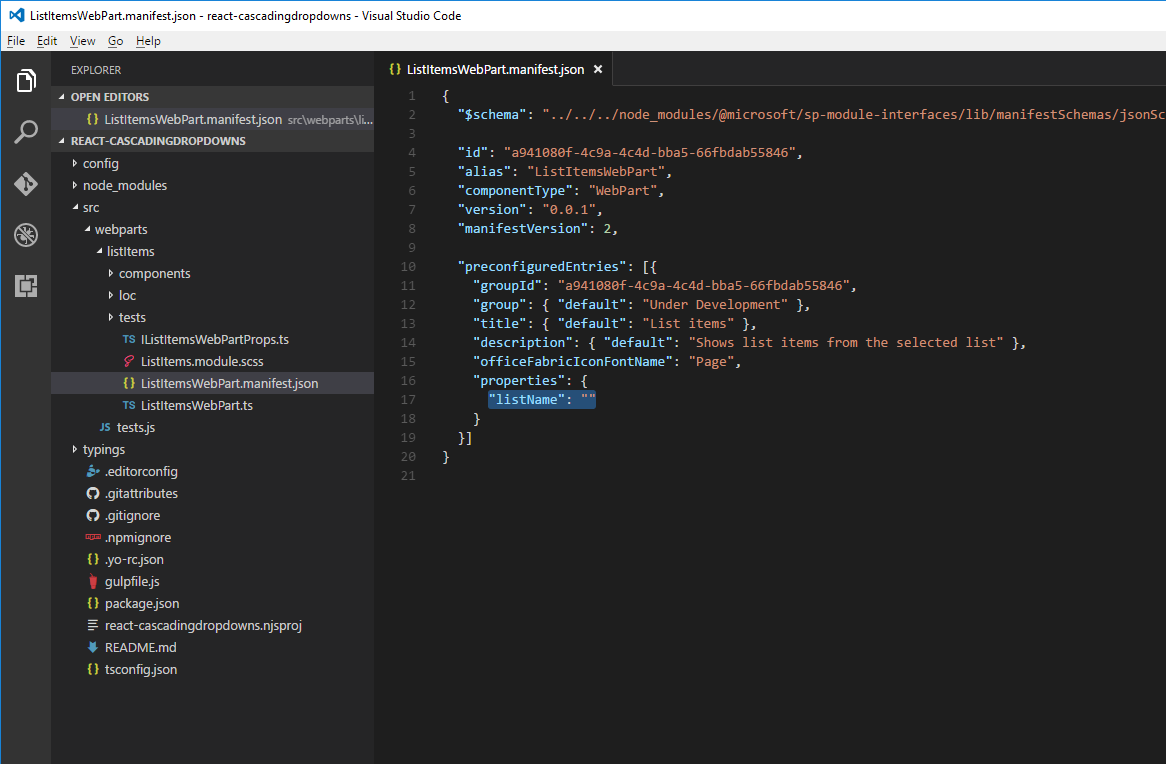 ListItemsWebPart.manifest.json - react-cascadingdropdowns - Visual Studio Code
File Edit View Go Help
EXPLORER
OPEN EDITORS
{} ListItemsWebPart.manifest.json src\webparts\li...
REACT-CASCADINGDROPDOWNS
config
node_modules
src
webparts
listItems
components
loc
tests
TS IListItemsWebPartProps.ts
ListItems.module.scss
{} ListItemsWebPart.manifest.json
TS ListItemsWebPart.ts
JS tests.js
typings
.editorconfig
.gitattributes
.gitignore
.npmignore
{} .yo-rc.json
gulpfile.js
{} package.json
react-cascadingdropdowns.njsproj
README.md
{} tsconfig.json
{} ListItemsWebPart.manifest.json ×
1 {
2 "$schema": "../../../node_modules/@microsoft/sp-module-interfaces/lib/manifestSchemas/jsonSc
3
4 "id": "a941080f-4c9a-4c4d-bba5-66fbdab55846",
5 "alias": "ListItemsWebPart",
6 "componentType": "WebPart",
7 "version": "0.0.1",
8 "manifestVersion": 2,
9
10 "preconfiguredEntries": [{
11 "groupId": "a941080f-4c9a-4c4d-bba5-66fbdab55846",
12 "group": { "default": "Under Development" },
13 "title": { "default": "List items" },
14 "description": { "default": "Shows list items from the selected list" },
15 "officeFabricIconFontName": "Page",
16 "properties": {
17 "listName": ""
18 }
19 }]
20 }
21